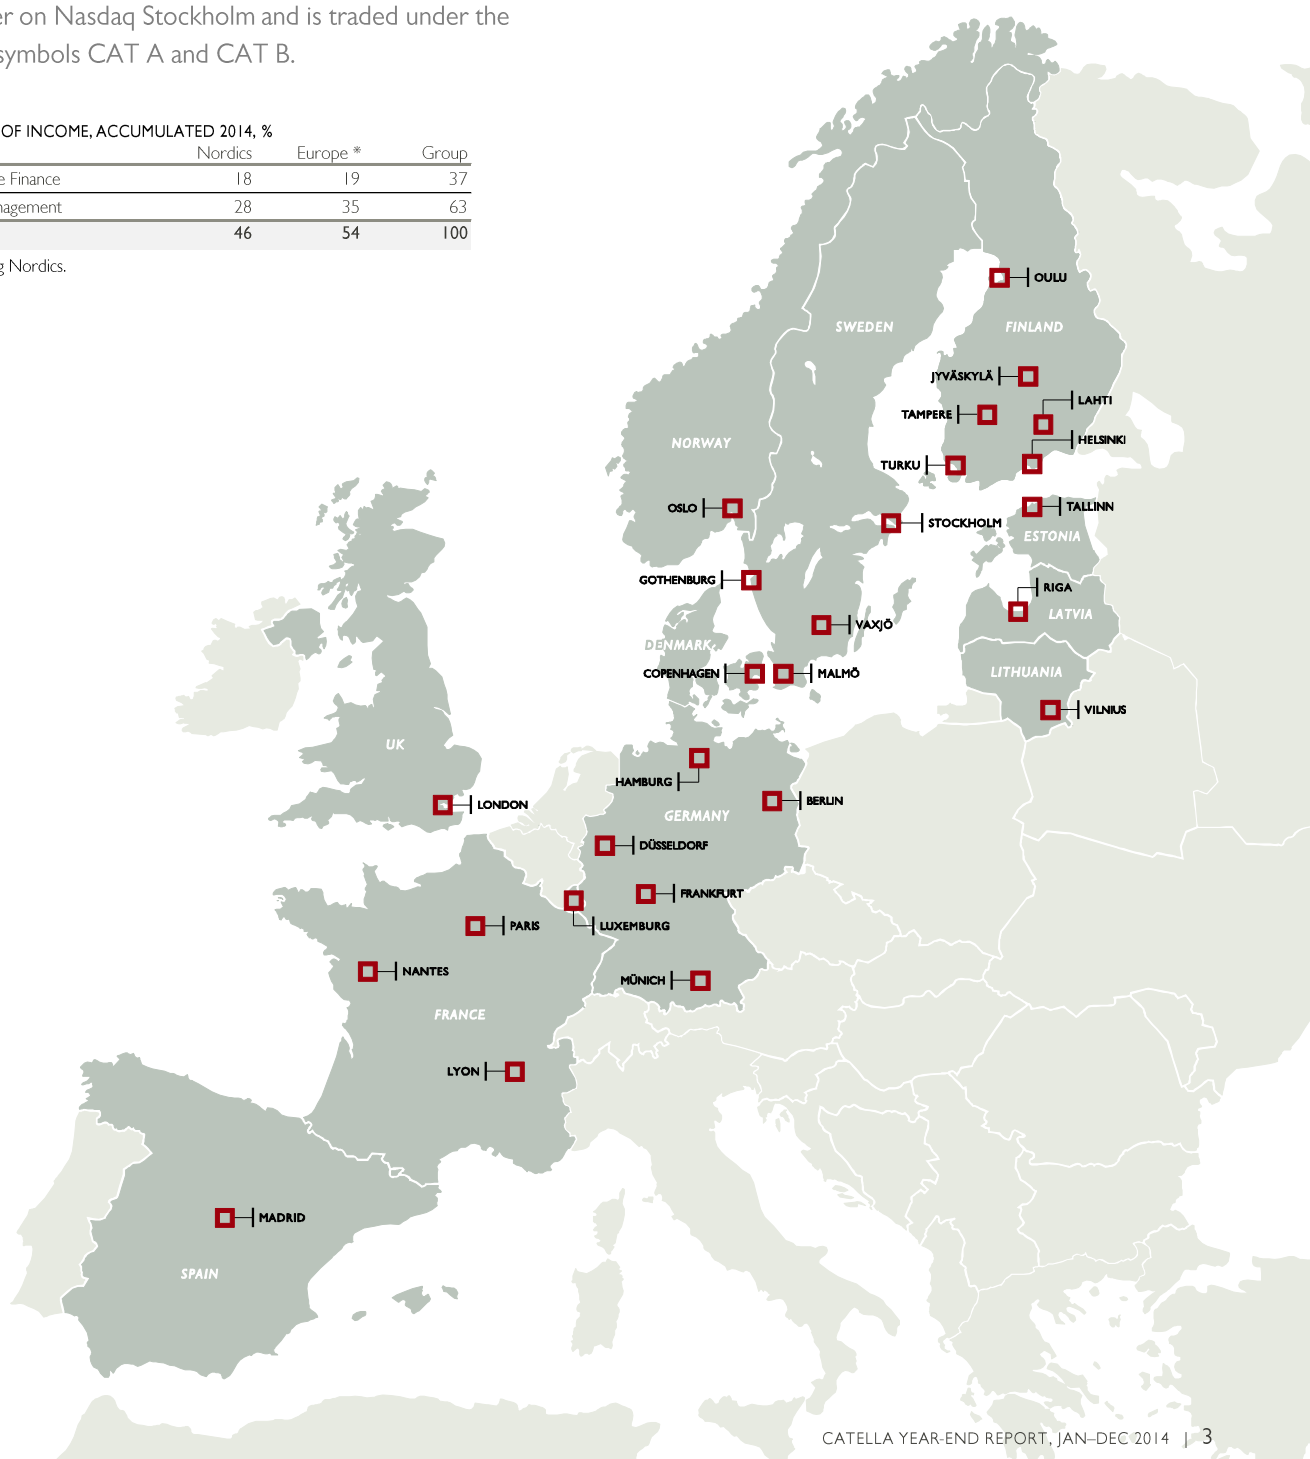 er on Nasdaq Stockholm and is traded under the
symbols CAT A and CAT B.
OF INCOME, ACCUMULATED 2014, %
Nordics Europe * Group
e Finance 18 19 37
nagement 28 35 63
46 54 100
g Nordics.
OULU
SWEDEN
FINLAND
JYVÄSKYLÄ
LAHTI
TAMPERE
HELSINKI
NORWAY
TURKU
OSLO
TALLINN
STOCKHOLM
ESTONIA
GOTHENBURG
RIGA
LATVIA
VAXJÖ
DENMARK
COPENHAGEN
MALMÖ
LITHUANIA
VILNIUS
UK
HAMBURG
LONDON
BERLIN
GERMANY
DÜSSELDORF
FRANKFURT
PARIS
LUXEMBURG
NANTES
MÜNICH
FRANCE
LYON
MADRID
SPAIN
CATELLA YEAR-END REPORT, JAN–DEC 2014 | 3